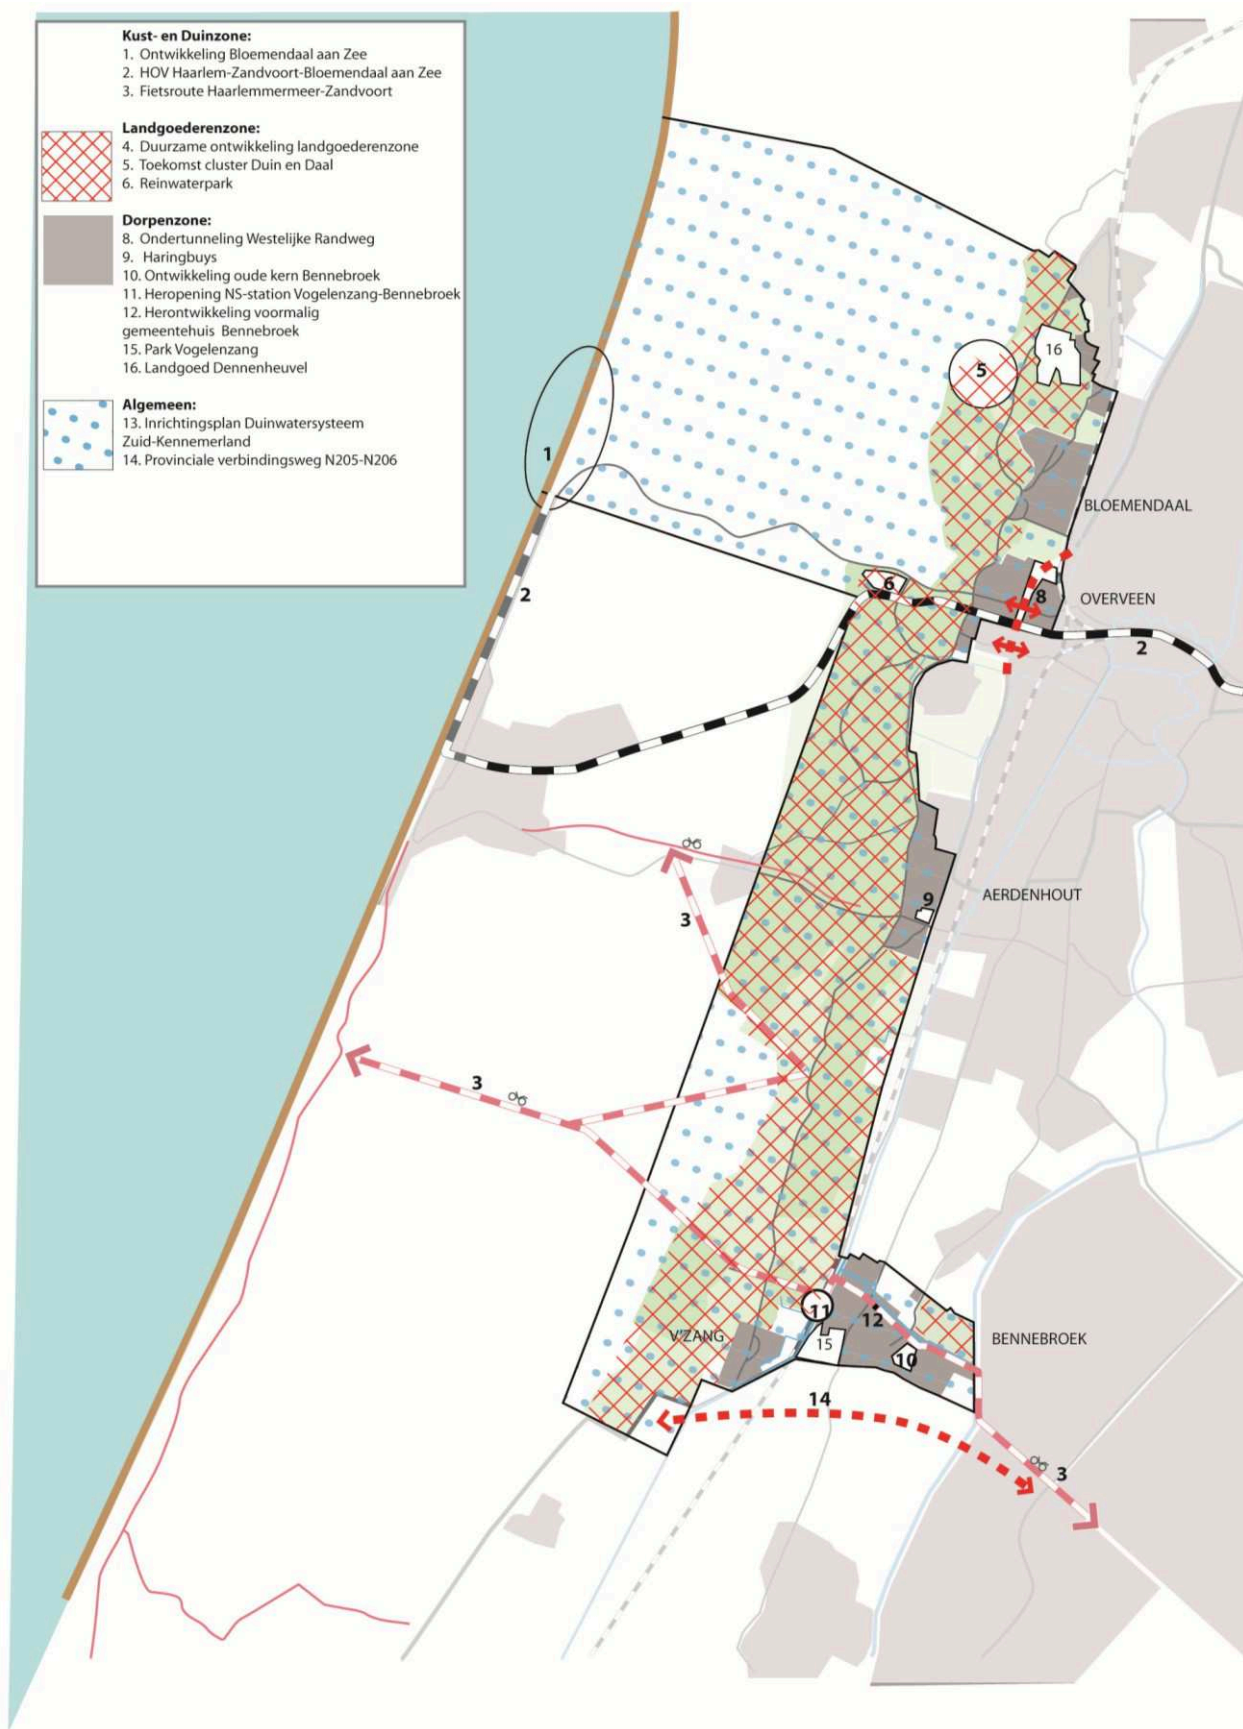 Kust- en Duinzone:
1. Ontwikkeling Bloemendaal aan Zee
2. HOV Haarlem-Zandvoort-Bloemendaal aan Zee
3. Fietsroute Haarlemmermeer-Zandvoort
Landgoederenzone:
4. Duurzame ontwikkeling landgoederenzone
5. Toekomst cluster Duin en Daal
6. Reinwaterpark
Dorpenzone:
8. Ondertunneling Westelijke Randweg
9. Haringbuys
10. Ontwikkeling oude kern Bennebroek
11. Heropening NS-station Vogelenzang-Bennebroek
12. Herontwikkeling voormalig
gemeentehuis Bennebroek
15. Park Vogelenzang
16. Landgoed Dennenheuvel
Algemeen:
13. Inrichtingsplan Duinwatersysteem
Zuid-Kennemerland
14. Provinciale verbindingsweg N205-N206
16
5
1
BLOEMENDAAL
6
8
OVERVEEN
2
2
9
AERDENHOUT
3
3
11
12
V'ZANG
15
10
BENNEBROEK
14
3